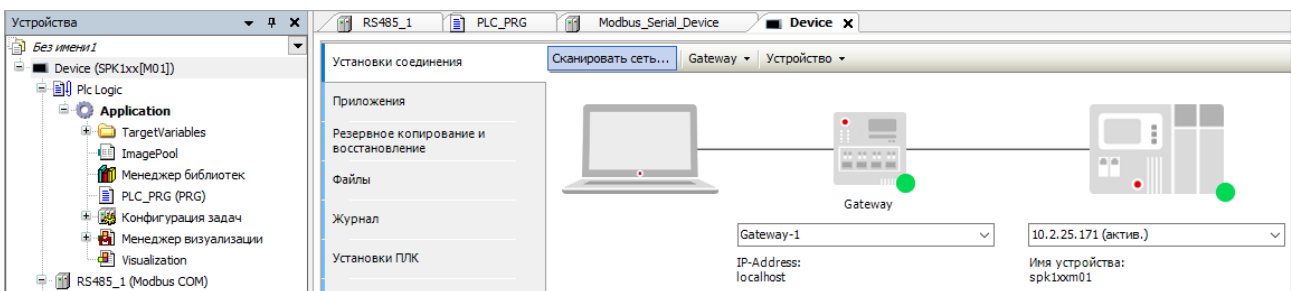 Устройства
Без имени1
Device (SPK1xx[M01])
Plc Logic
Application
TargetVariables
ImagePool
Менеджер библиотек
PLC_PRG (PRG)
Конфигурация задач
Менеджер визуализации
Visualization
RS485_1 (Modbus COM)
RS485_1 PLC_PRG Modbus_Serial_Device Device
Установки соединения
Приложения
Резервное копирование и
восстановление
Файлы
Журнал
Установки ПЛК
Сканировать сеть... Gateway Устройство
Gateway
Gateway-1
IP-Address:
localhost
10.2.25.171 (актив.)
Имя устройства:
spk1xxm01